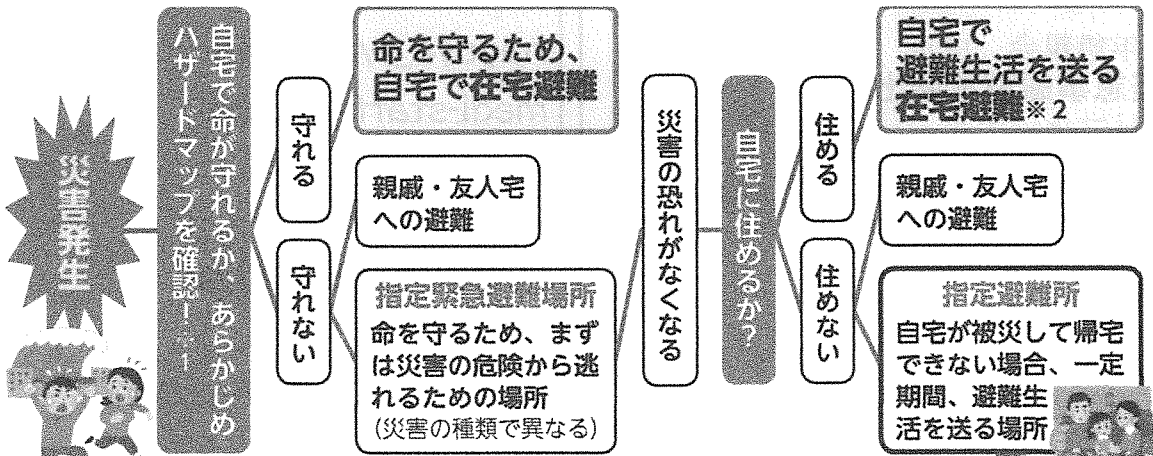 災害発生
自宅で命が守れるか、あらかじめ
ハザードマップを確認!※1
守れる
命を守るため、
自宅で在宅避難
守れない
親戚・友人宅
への避難
指定緊急避難場所
命を守るため、まず
は災害の危険から逃
れるための場所
(災害の種類で異なる)
災害の恐れがなくなる
自宅に住めるか?
住める
自宅で
避難生活を送る
在宅避難※2
住めない
親戚・友人宅
への避難
指定避難所
自宅が被災して帰宅
できない場合、一定
期間、避難生
活を送る場所